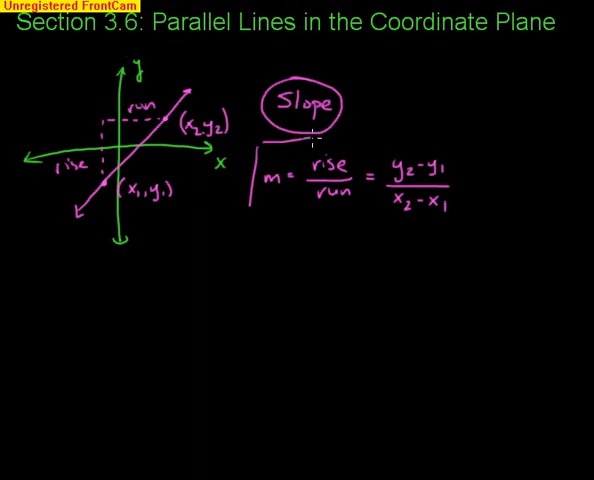 Unregistered FrontCam
Section 3.6: Parallel Lines in the Coordinate Plane
y
run
Slope
(x₂,y₂)
x
rise
(x₁,y₁)
m = rise/run = y₂-y₁/x₂-x₁